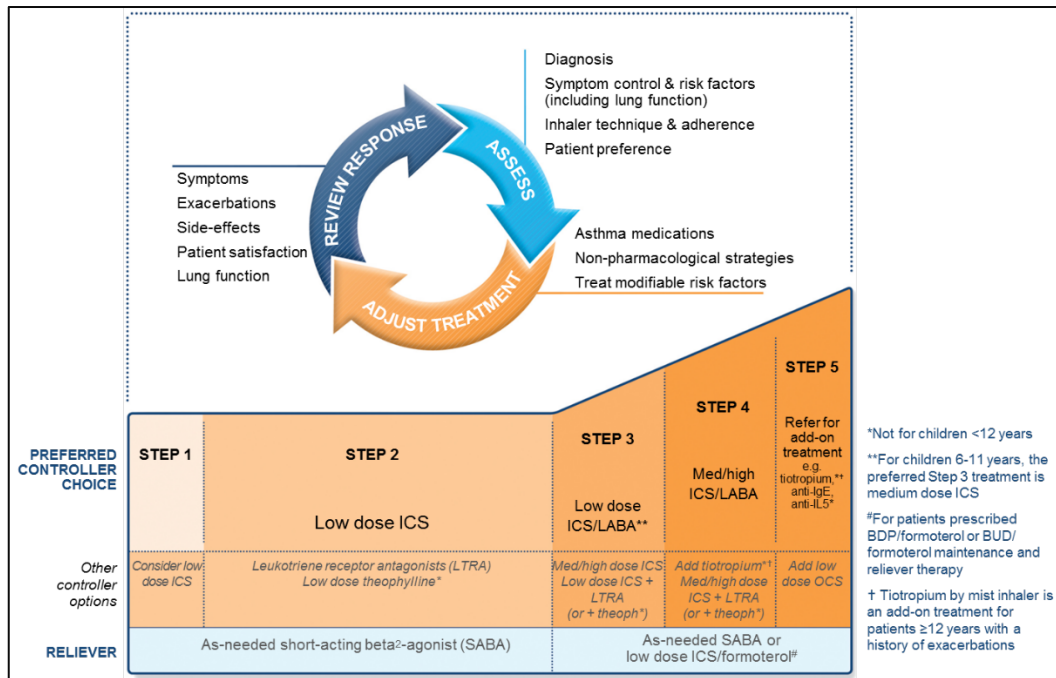 Diagnosis
Symptom control & risk factors
(including lung function)
Inhaler technique & adherence
Patient preference
REVIEW RESPONSE
ASSESS
ADJUST TREATMENT
Symptoms
Exacerbations
Side-effects
Patient satisfaction
Lung function
Asthma medications
Non-pharmacological strategies
Treat modifiable risk factors
PREFERRED
CONTROLLER
CHOICE
STEP 1
STEP 2
Low dose ICS
STEP 3
Low dose
ICS/LABA**
STEP 4
Med/high
ICS/LABA
STEP 5
Refer for
add-on
treatment
e.g.
tiotropium,*†
anti-IgE,
anti-IL5*
Other
controller
options
Consider low
dose ICS
Leukotriene receptor antagonists (LTRA)
Low dose theophylline*
Med/high dose ICS
Low dose ICS +
LTRA
(or + theoph*)
Add tiotropium*†
Med/high dose
ICS + LTRA
(or + theoph*)
Add low
dose OCS
RELIEVER
As-needed short-acting beta2-agonist (SABA)
As-needed SABA or
low dose ICS/formoterol#
*Not for children <12 years
**For children 6-11 years, the
preferred Step 3 treatment is
medium dose ICS
#For patients prescribed
BDP/formoterol or BUD/
formoterol maintenance and
reliever therapy
† Tiotropium by mist inhaler is
an add-on treatment for
patients ≥12 years with a
history of exacerbations